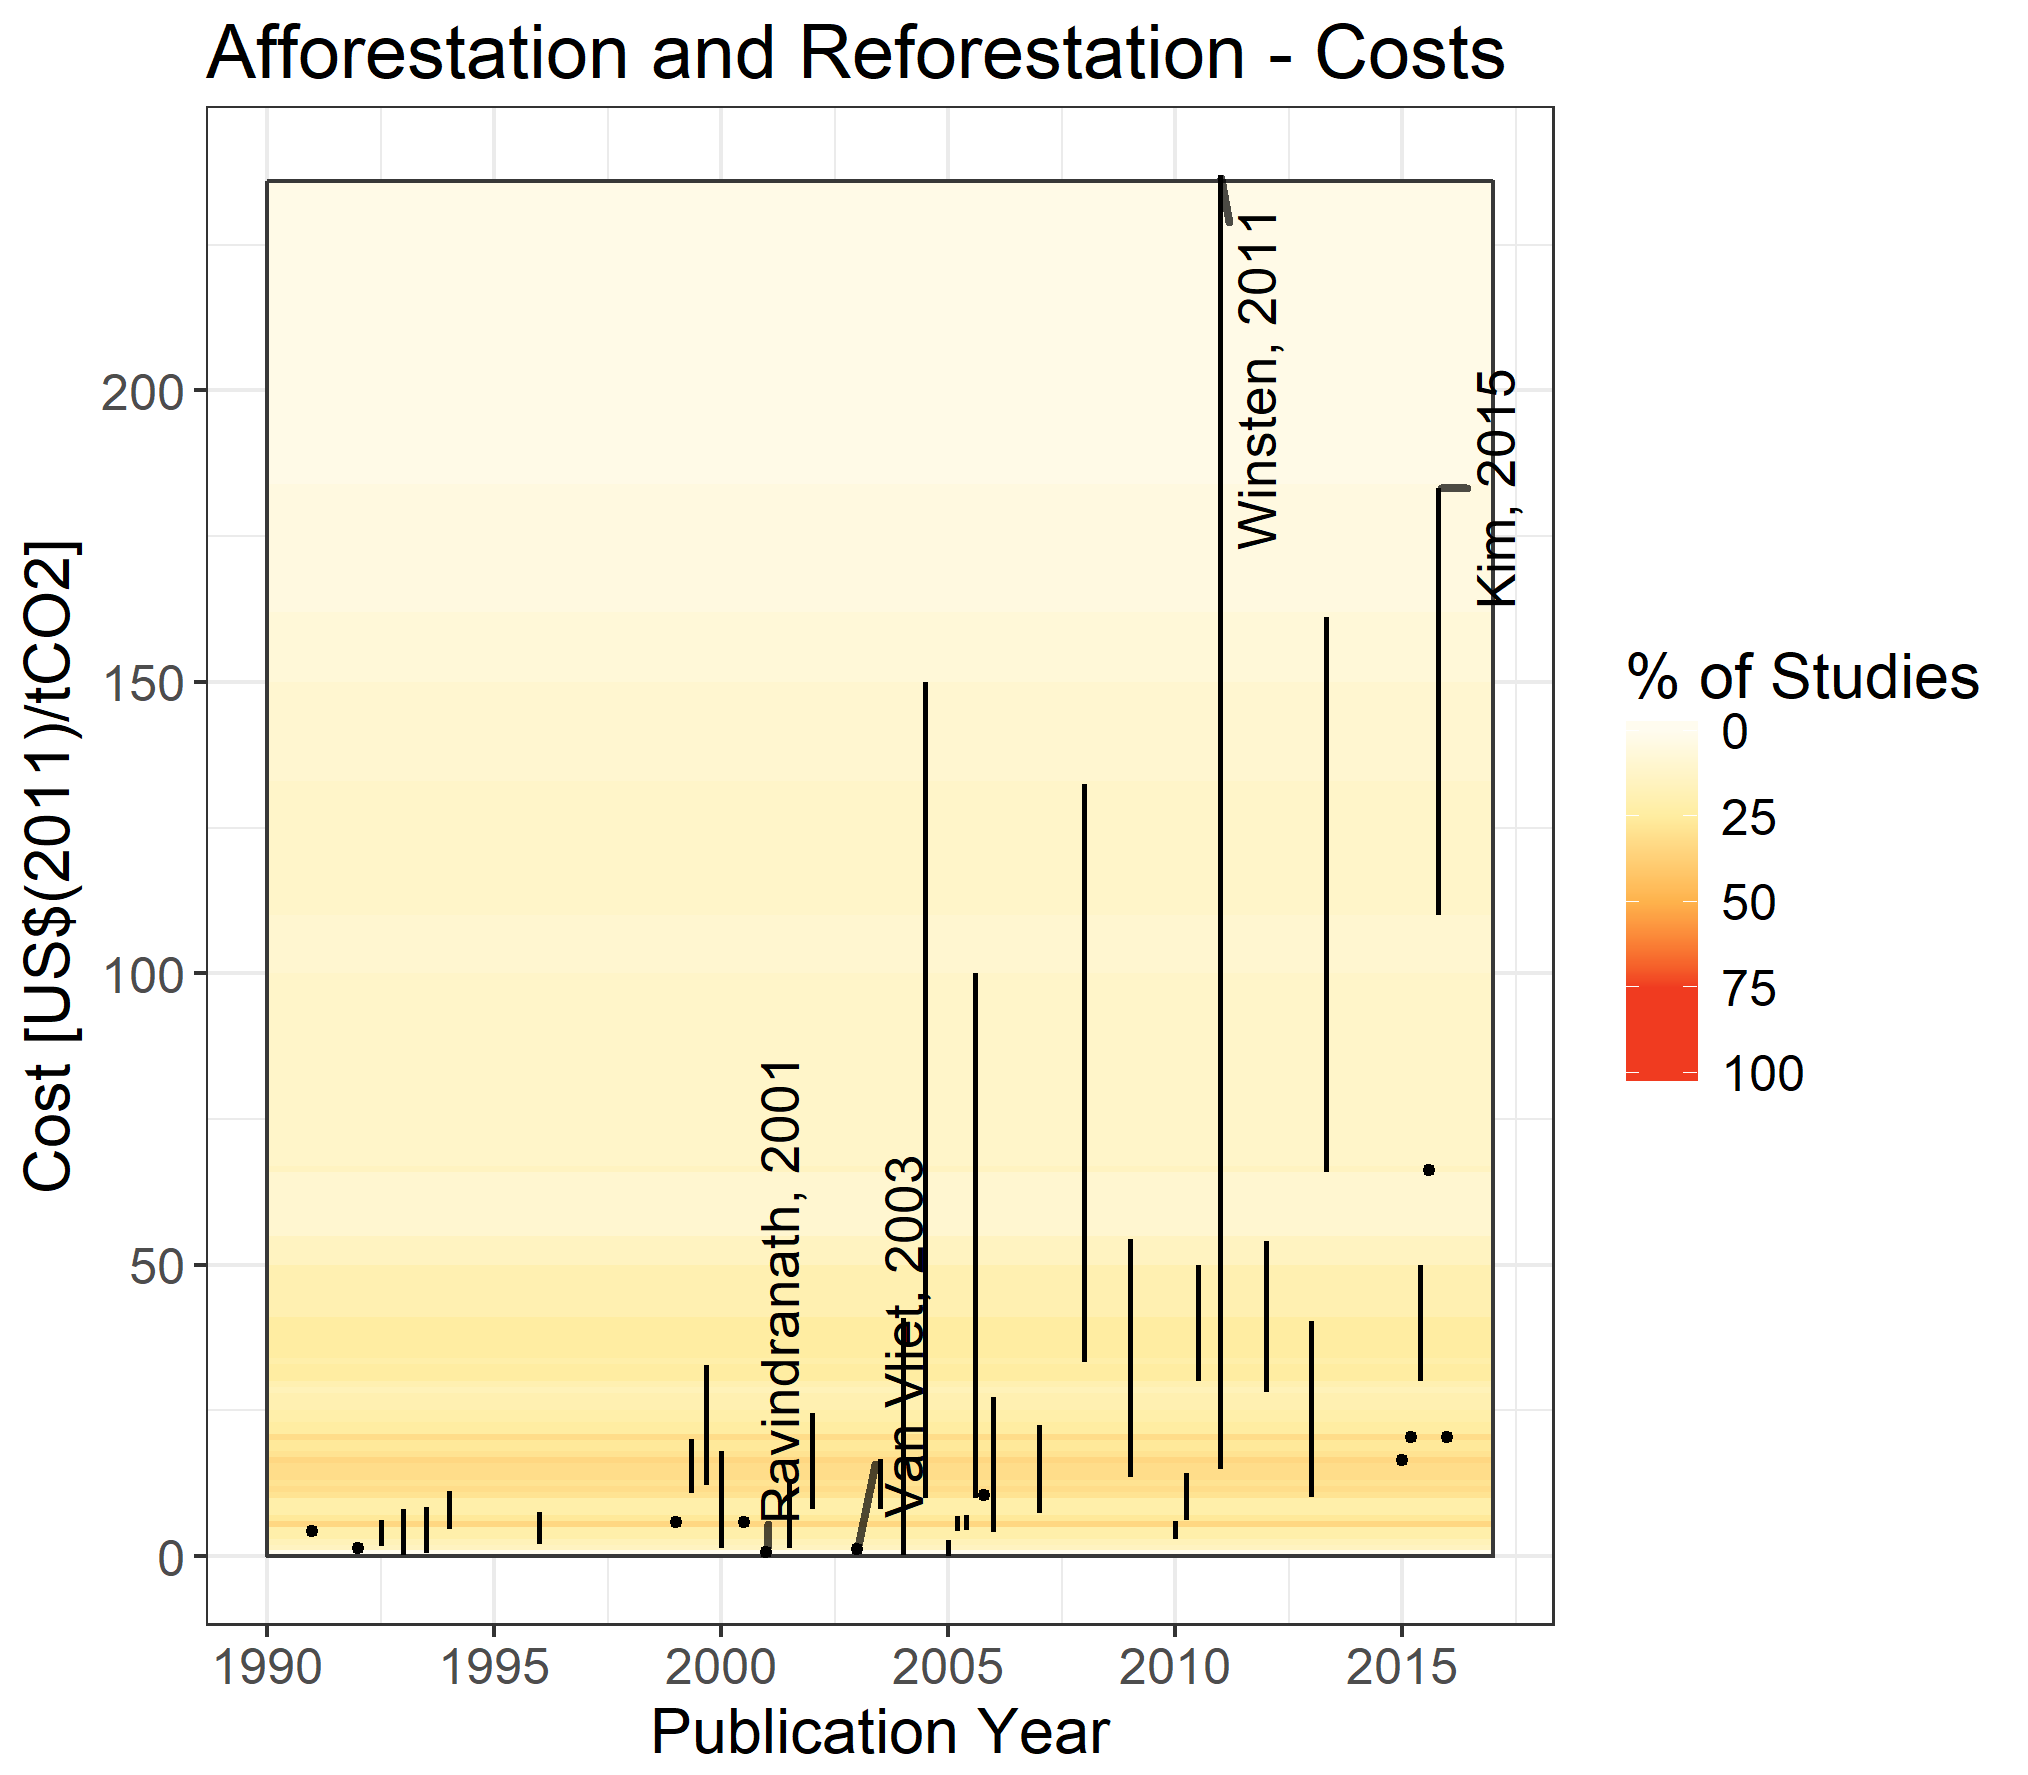 Afforestation and Reforestation - Costs
Cost [US$(2011)/tCO2]
200
150
100
50
0
Winsten, 2011
Kim, 2015
Ravindranath, 2001
Van Vliet, 2003
1990 1995 2000 2005 2010 2015
Publication Year
% of Studies
0
25
50
75
100